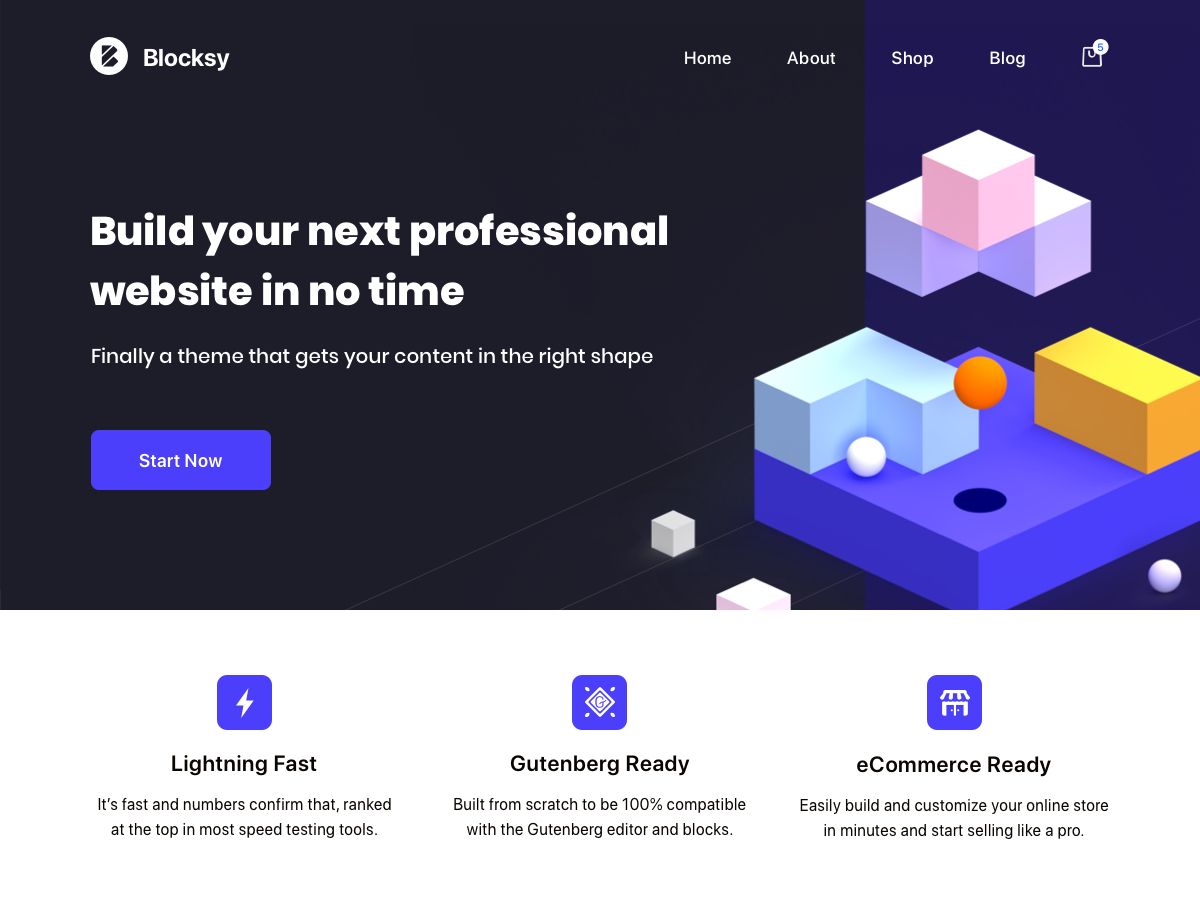 Blocksy
Home About Shop Blog 5
Build your next professional
website in no time
Finally a theme that gets your content in the right shape
Start Now
Lightning Fast
It’s fast and numbers confirm that, ranked
at the top in most speed testing tools.
Gutenberg Ready
Built from scratch to be 100% compatible
with the Gutenberg editor and blocks.
eCommerce Ready
Easily build and customize your online store
in minutes and start selling like a pro.